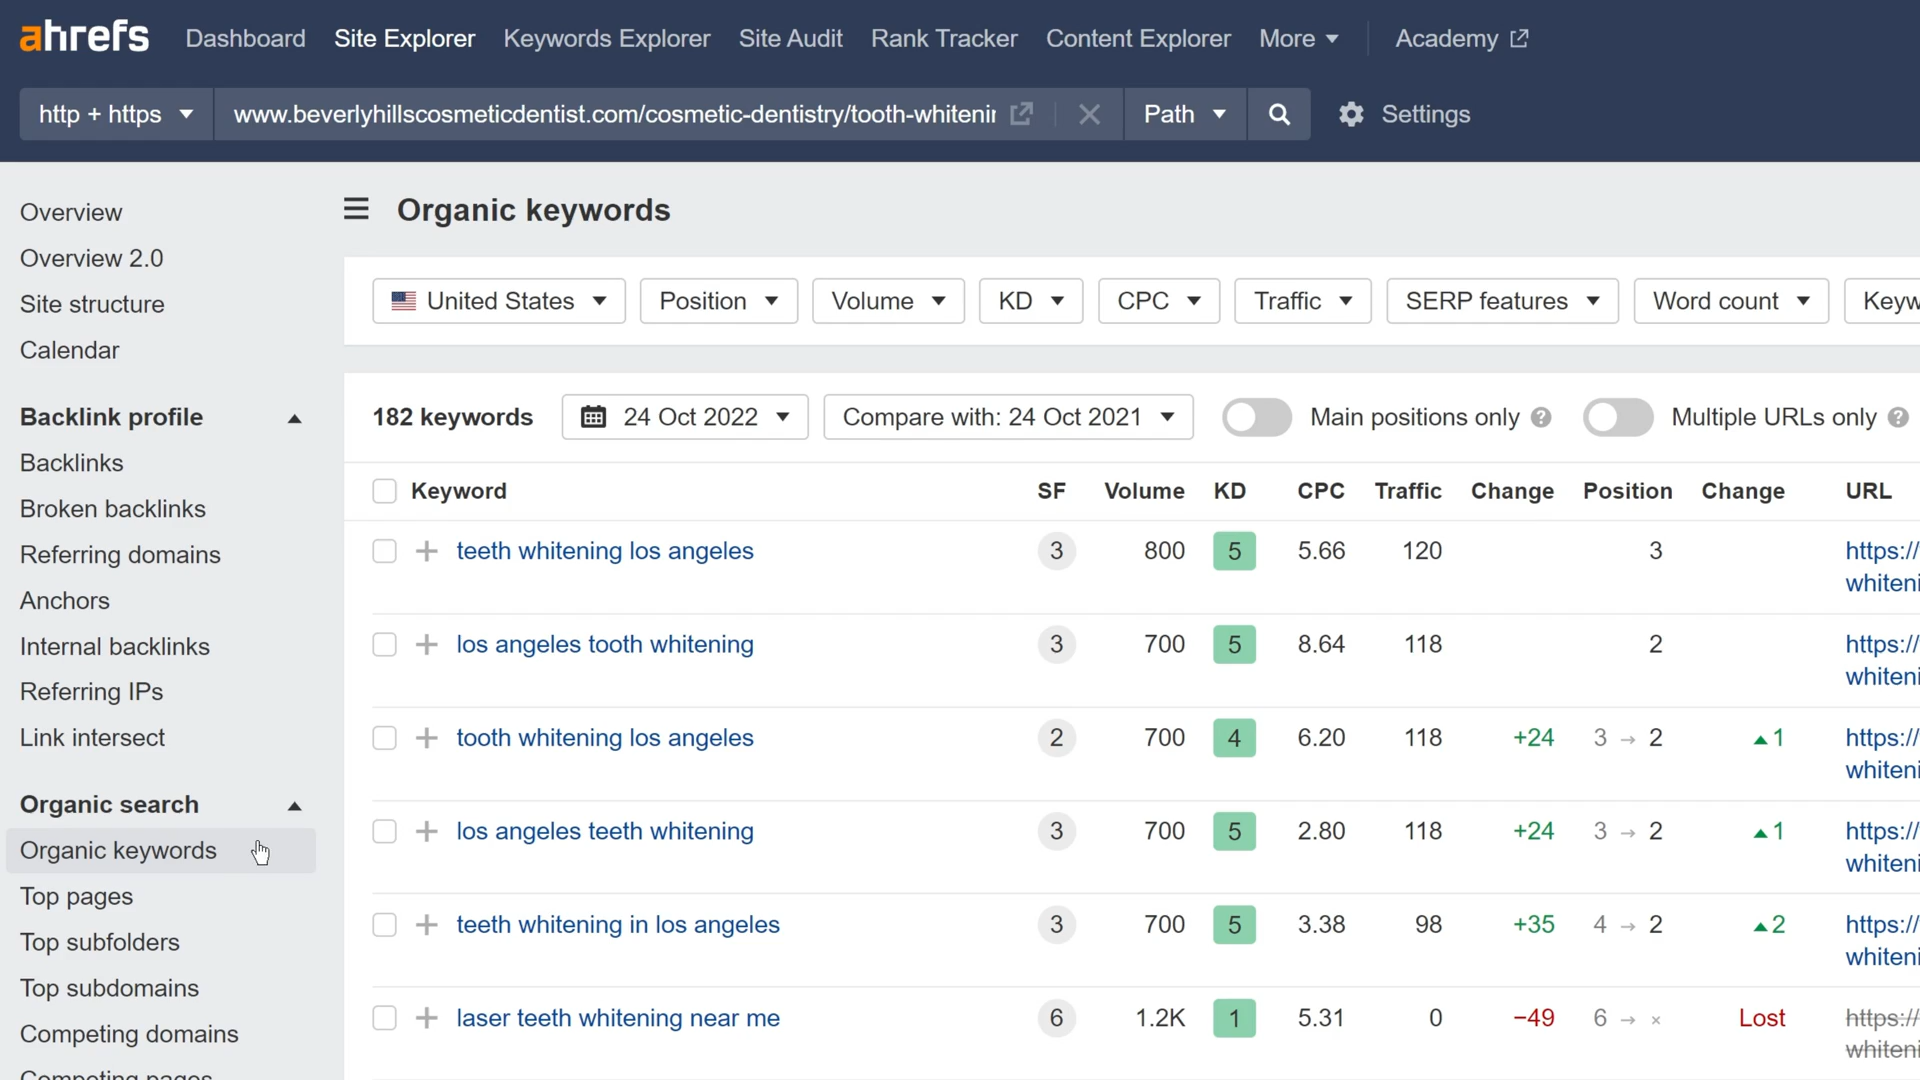 ahrefs Dashboard Site Explorer Keywords Explorer Site Audit Rank Tracker Content Explorer More Academy
http + https www.beverlyhillscosmeticdentist.com/cosmetic-dentistry/tooth-whitenin Path Settings
Overview
Overview 2.0
Site structure
Calendar
Backlink profile
Backlinks
Broken backlinks
Referring domains
Anchors
Internal backlinks
Referring IPs
Link intersect
Organic search
Organic keywords
Top pages
Top subfolders
Top subdomains
Competing domains
Competing pages
Organic keywords
United States Position Volume KD CPC Traffic SERP features Word count Keyw
182 keywords 24 Oct 2022 Compare with: 24 Oct 2021 Main positions only ? Multiple URLs only ?
Keyword SF Volume KD CPC Traffic Change Position Change URL
teeth whitening los angeles 3 800 5 5.66 120 3 https://
whiteni
los angeles tooth whitening 3 700 5 8.64 118 2 https://
whiteni
tooth whitening los angeles 2 700 4 6.20 118 +24 3 → 2 ▲1 https://
whiteni
los angeles teeth whitening 3 700 5 2.80 118 +24 3 → 2 ▲1 https://
whiteni
teeth whitening in los angeles 3 700 5 3.38 98 +35 4 → 2 ▲2 https://
whiteni
laser teeth whitening near me 6 1.2K 1 5.31 0 −49 6 → × Lost https://
whiteni